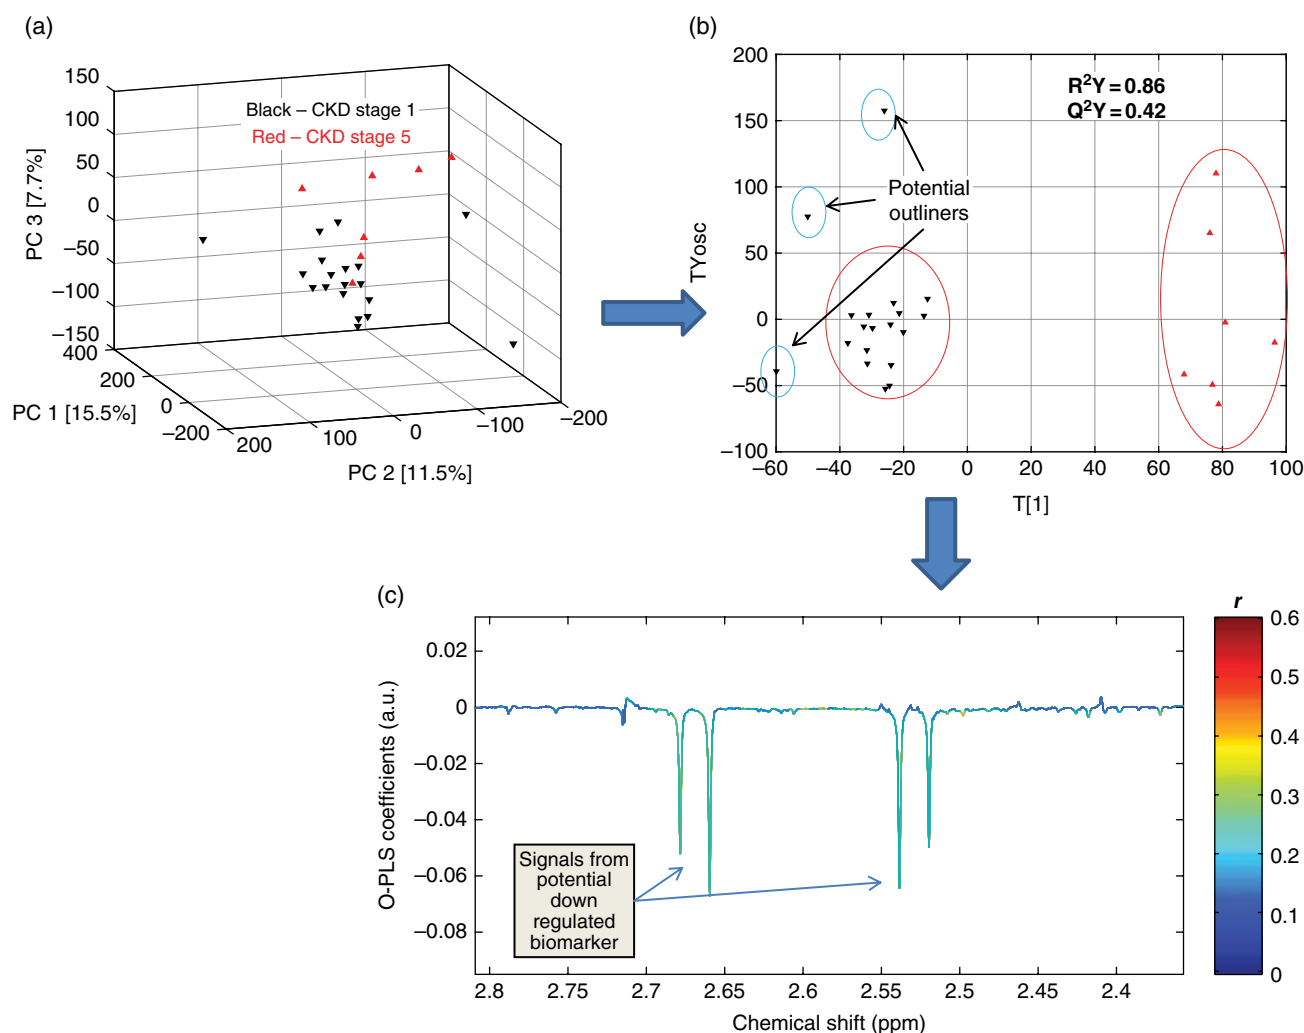 (a)
150
100
50
0
−50
−100
−150
PC 3 [7.7%]
Black – CKD stage 1
Red – CKD stage 5
400
200
0
−200
PC 1 [15.5%]
200
100
0
−100
−200
PC 2 [11.5%]
(b)
200
150
100
50
0
−50
−100
TYosc
R²Y = 0.86
Q²Y = 0.42
Potential
outliners
−60
−40
−20
0
20
40
60
80
100
T[1]
(c)
0.02
0
−0.02
−0.04
−0.06
−0.08
O-PLS coefficients (a.u.)
Signals from
potential
down
regulated
biomarker
2.8
2.75
2.7
2.65
2.6
2.55
2.5
2.45
2.4
Chemical shift (ppm)
r
0.6
0.5
0.4
0.3
0.2
0.1
0